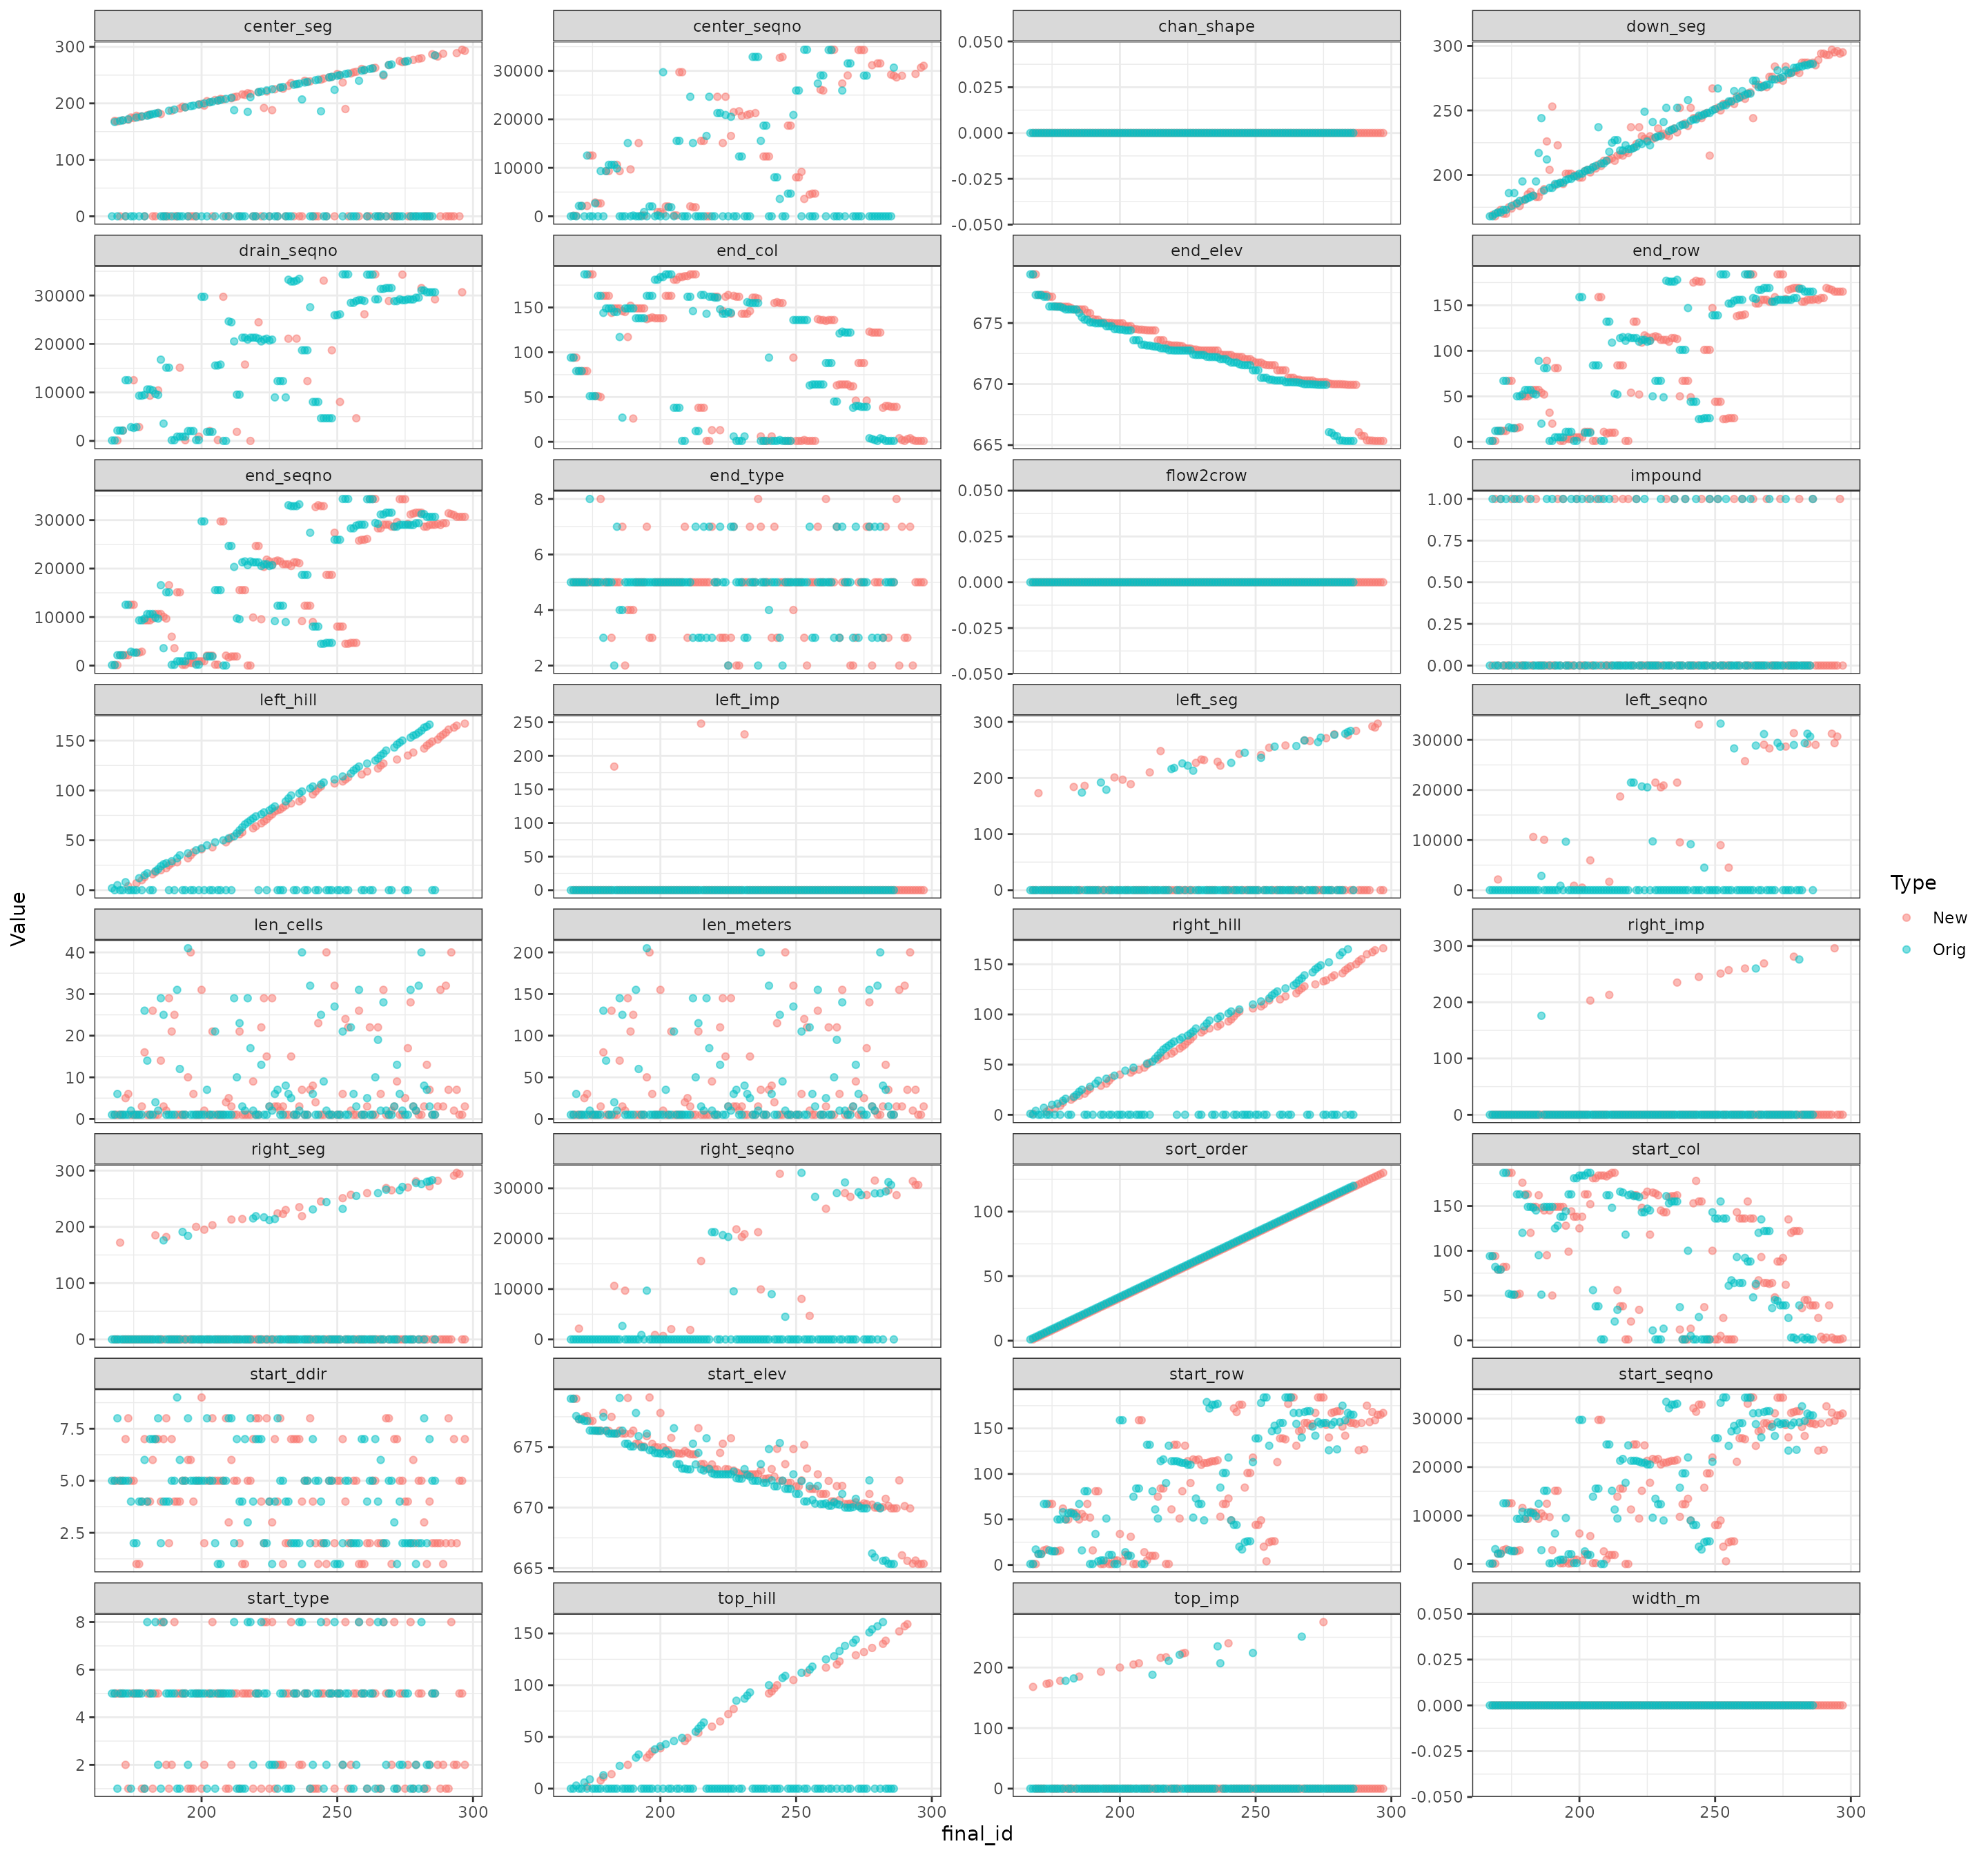 center_seg center_seqno chan_shape down_seg
300 200 100 0
30000 20000 10000 0
0.050 0.025 0.000 -0.025 -0.050
300 250 200
drain_seqno end_col end_elev end_row
30000 20000 10000 0
150 100 50 0
675 670 665
150 100 50 0
end_seqno end_type flow2crow impound
30000 20000 10000 0
8 6 4 2
0.050 0.025 0.000 -0.025 -0.050
1.00 0.75 0.50 0.25 0.00
left_hill left_imp left_seg left_seqno
150 100 50 0
250 200 150 100 50 0
300 200 100 0
30000 20000 10000 0
len_cells len_meters right_hill right_imp
40 30 20 10 0
200 150 100 50 0
150 100 50 0
300 200 100 0
right_seg right_seqno sort_order start_col
300 200 100 0
30000 20000 10000 0
100 50 0
150 100 50 0
start_ddir start_elev start_row start_seqno
7.5 5.0 2.5
675 670 665
150 100 50 0
30000 20000 10000 0
start_type top_hill top_imp width_m
8 6 4 2
150 100 50 0
200 100 0
0.050 0.025 0.000 -0.025 -0.050
200 250 300 200 250 300 200 250 300 200 250 300
final_id
Value
Type
New
Orig